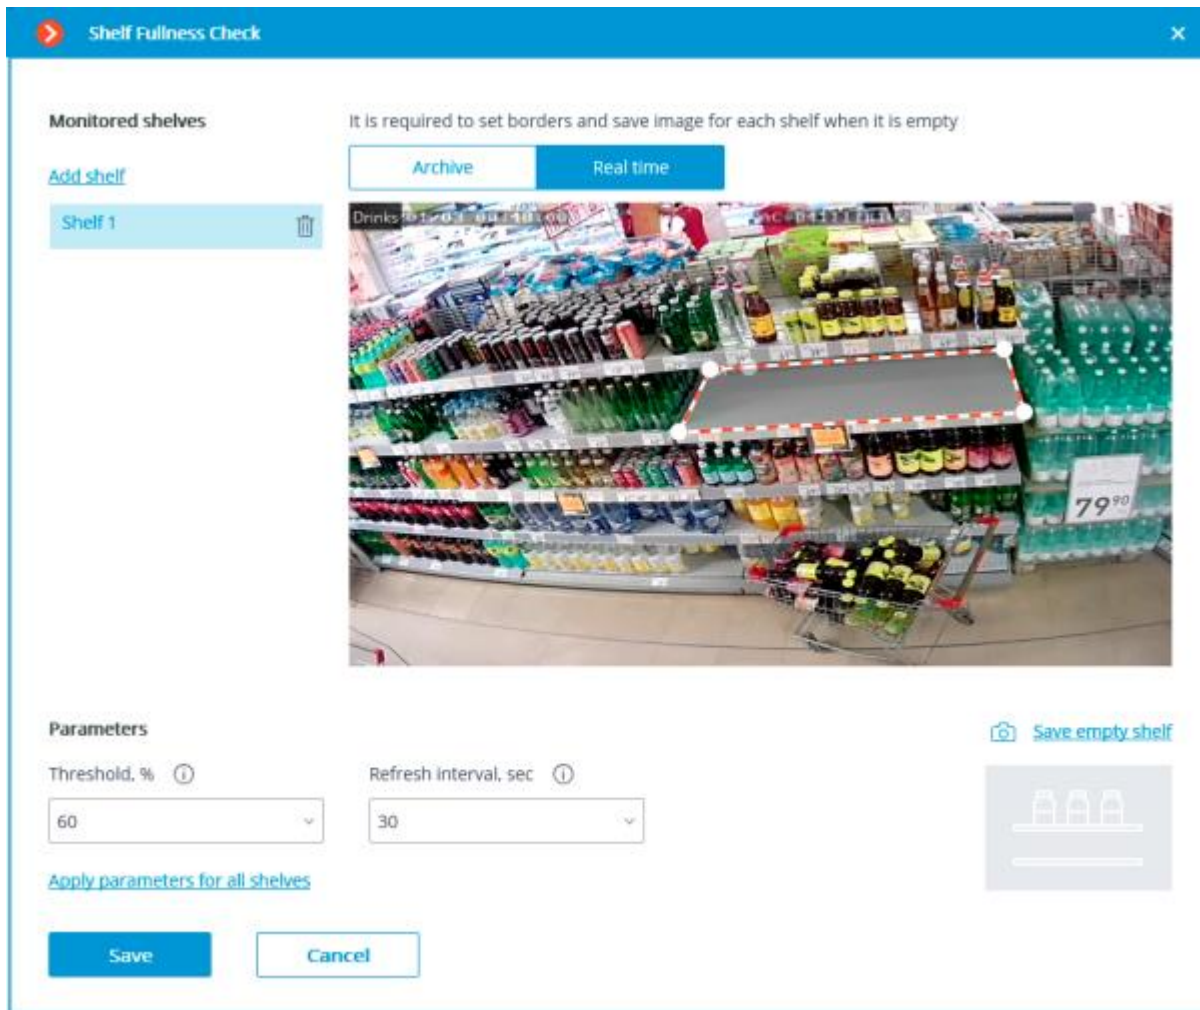 Shelf Fullness Check
Monitored shelves
It is required to set borders and save image for each shelf when it is empty
Add shelf
Archive
Real time
Shelf 1
Drinks
79⁹⁰
Parameters
Save empty shelf
Threshold, %
Refresh interval, sec
60
30
Apply parameters for all shelves
Save
Cancel